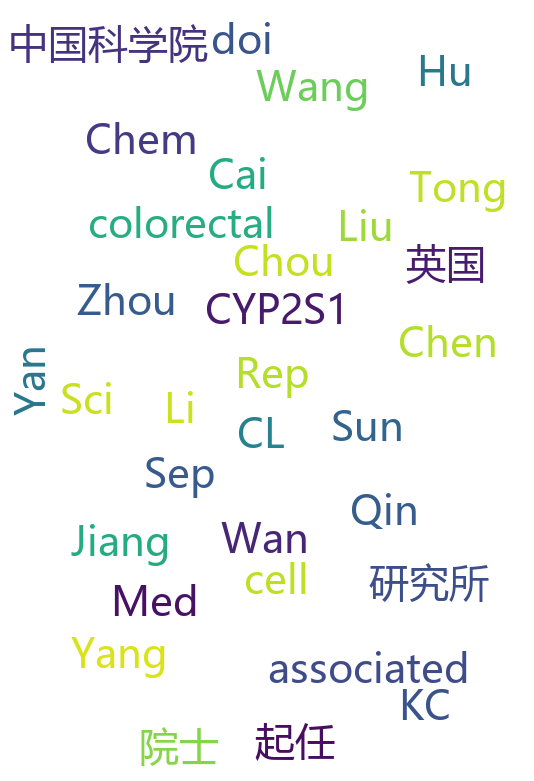 中国科学院 doi
Wang Hu
Chem
Cai Tong
colorectal Liu
Chou 英国
Zhou CYP2S1
Chen
Yan Sci Li Rep
CL Sun
Sep
Qin
Jiang Wan
cell 研究所
Med
Yang associated
KC
院士 起任